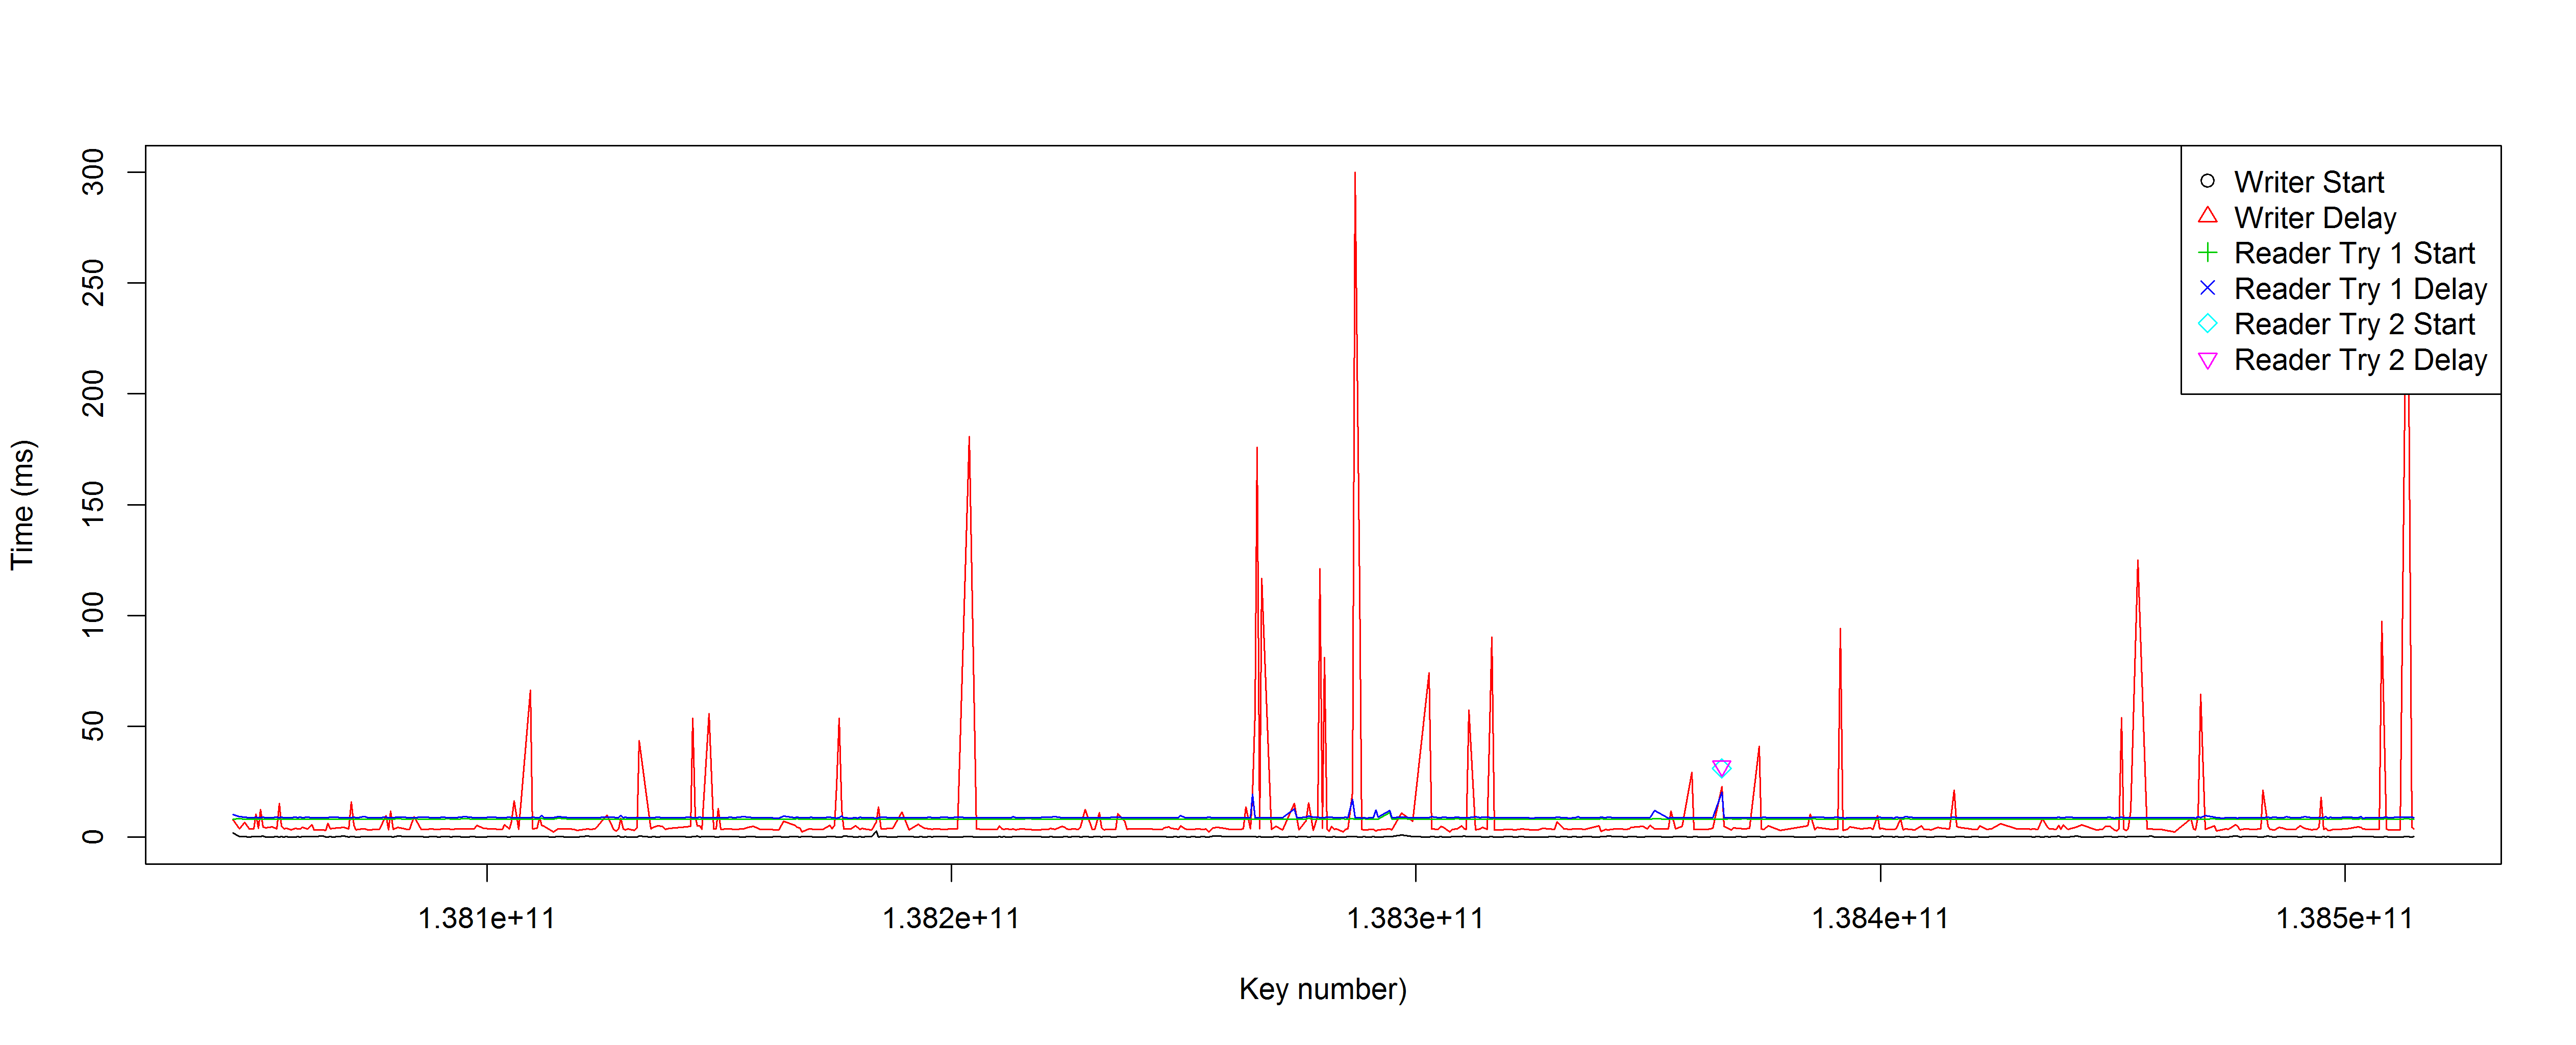 Time (ms)
300
250
200
150
100
50
0
Writer Start
Writer Delay
Reader Try 1 Start
Reader Try 1 Delay
Reader Try 2 Start
Reader Try 2 Delay
1.381e+11 1.382e+11 1.383e+11 1.384e+11 1.385e+11
Key number)